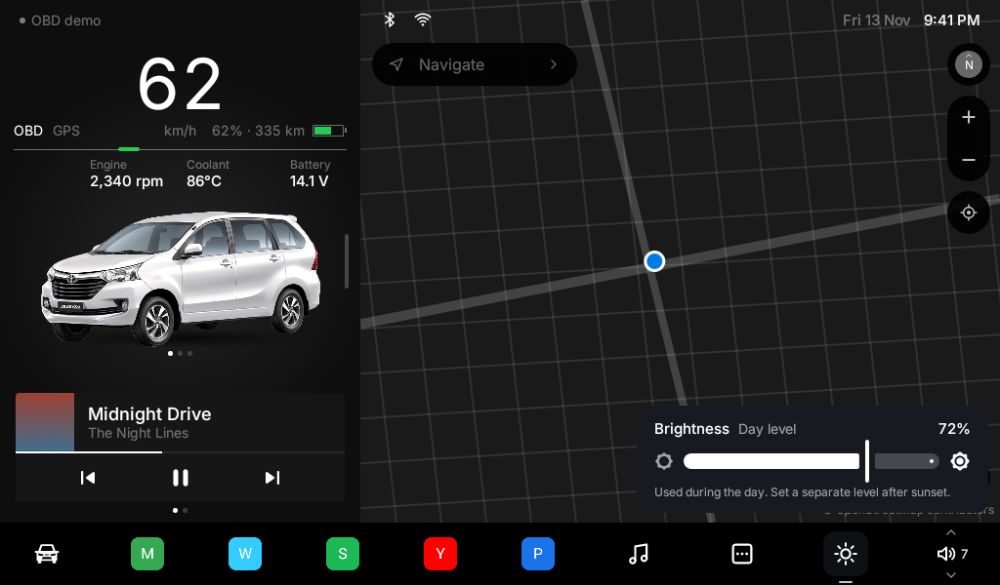 OBD demo
Fri 13 Nov 9:41 PM
Navigate
N
62
OBD GPS km/h 62% · 335 km
Engine Coolant Battery
2,340 rpm 86°C 14.1 V
Midnight Drive
The Night Lines
Brightness Day level 72%
Used during the day. Set a separate level after sunset.
M W S Y P 7